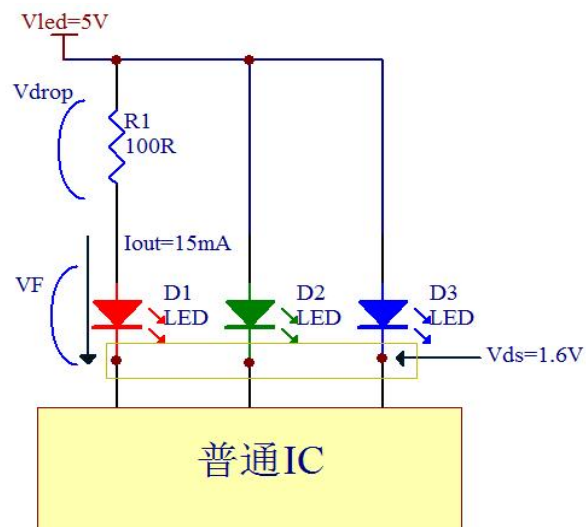 Vled=5V
Vdrop
R1
100R
Iout=15mA
VF
D1
LED
D2
LED
D3
LED
Vds=1.6V
普通IC